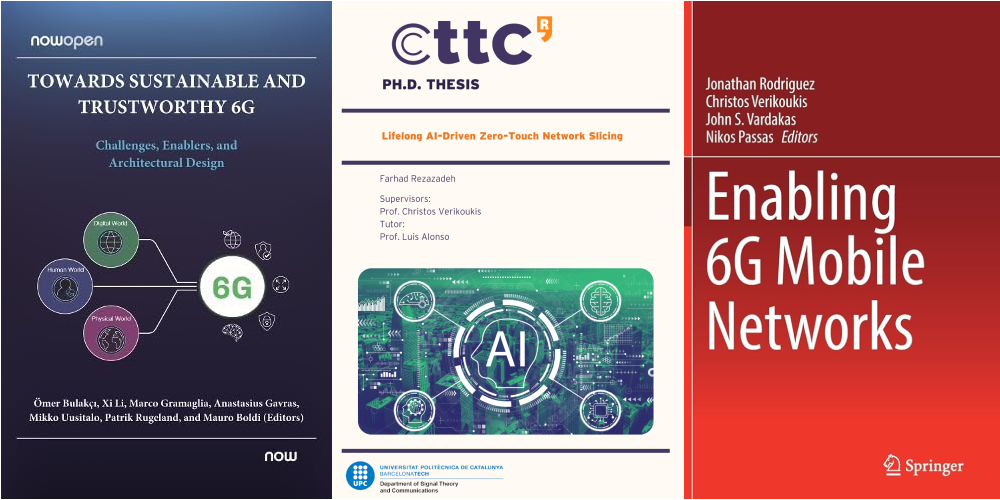 nowopen
TOWARDS SUSTAINABLE AND
TRUSTWORTHY 6G
Challenges, Enablers, and
Architectural Design
Digital World
Human World
Physical World
6G
Ömer Bulakçı, Xi Li, Marco Gramaglia, Anastasius Gavras,
Mikko Uusitalo, Patrik Rugeland, and Mauro Boldi (Editors)
now
cttc
R
PH.D. THESIS
Lifelong AI-Driven Zero-Touch Network Slicing
Farhad Rezazadeh
Supervisors:
Prof. Christos Verikoukis
Tutor:
Prof. Luis Alonso
AI
UPC
UNIVERSITAT POLITÈCNICA DE CATALUNYA
BARCELONATECH
Department of Signal Theory
and Communications
Jonathan Rodriguez
Christos Verikoukis
John S. Vardakas
Nikos Passas Editors
Enabling
6G Mobile
Networks
Springer